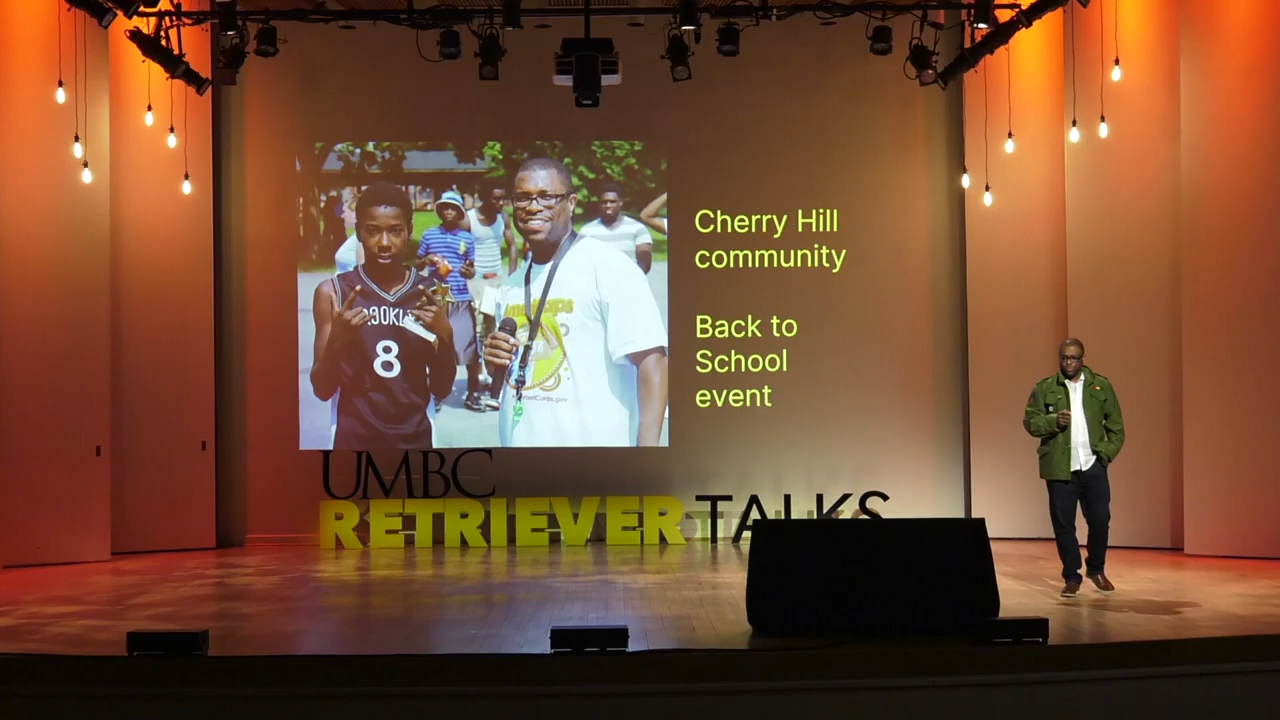 Cherry Hill
community
Back to
School
event
8
UMBC
RETRIEVER TALKS